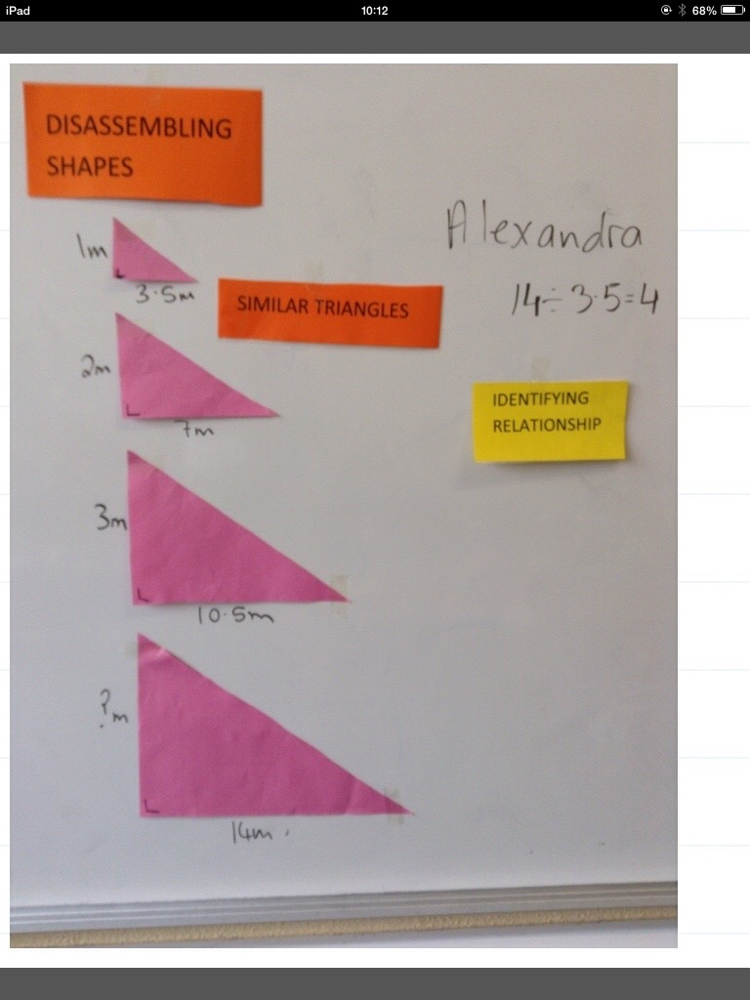 iPad 10:12 68%
DISASSEMBLING
SHAPES
Alexandra
1m
3.5m
14÷3.5=4
SIMILAR TRIANGLES
2m
7m
IDENTIFYING
RELATIONSHIP
3m
10.5m
?m
14m.